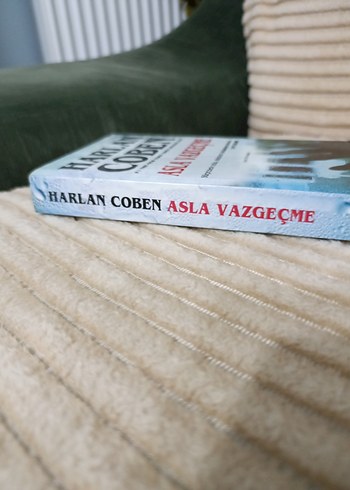 HARLAN
COBEN
ASLA VAZGEÇME
HARLAN COBEN ASLA VAZGEÇME